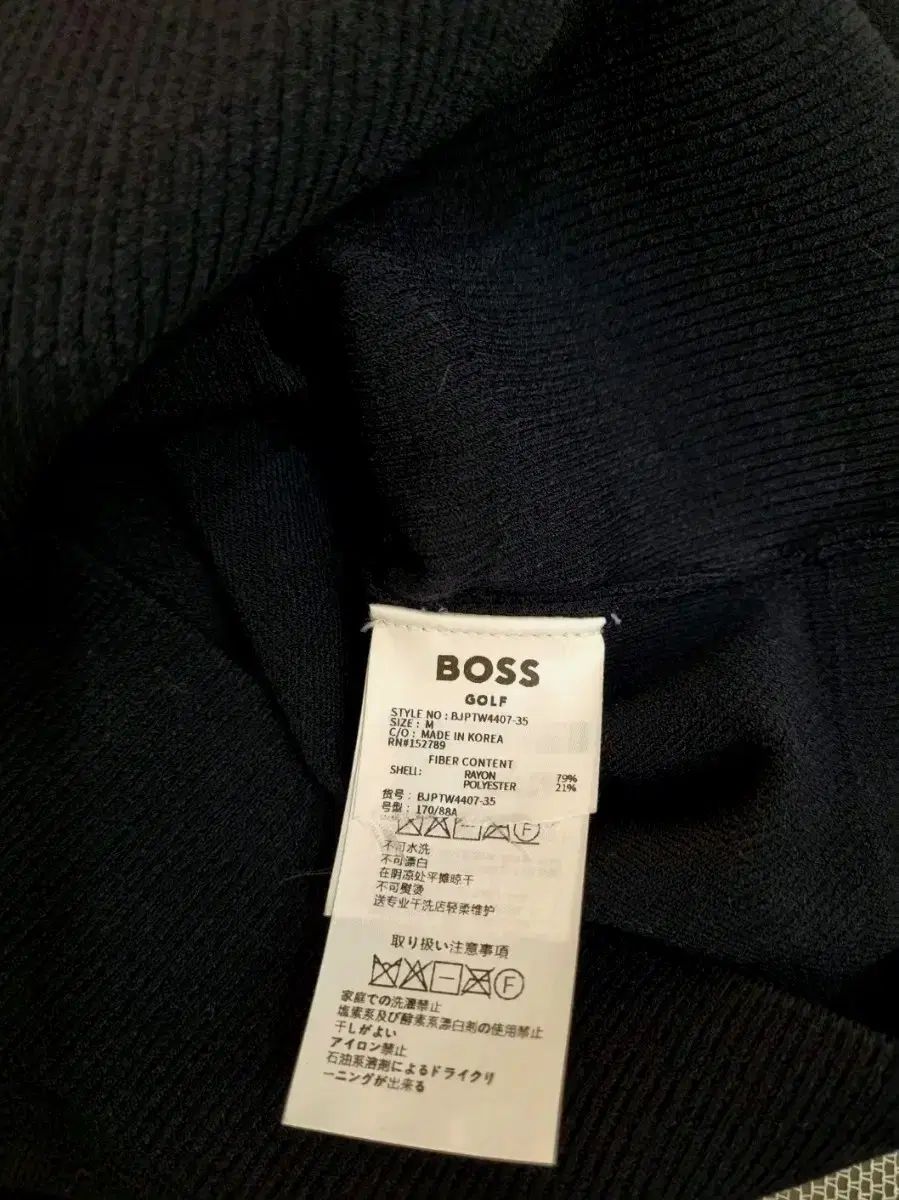 BOSS
GOLF
STYLE NO : BJPTW4407-35
SIZE : M
C/O : MADE IN KOREA
RN#152789
FIBER CONTENT
SHELL: RAYON 79%
POLYESTER 21%
货号: BJPTW4407-35
号型: 170/88A
F
不可水洗
不可漂白
在阴凉处平摊晾干
不可熨烫
送专业干洗店轻柔维护
取り扱い注意事項
F
家庭での洗濯禁止
塩素系及び酵素系漂白剤の使用禁止
干しがよい
アイロン禁止
石油系溶剤によるドライクリ
ーニングが出来る